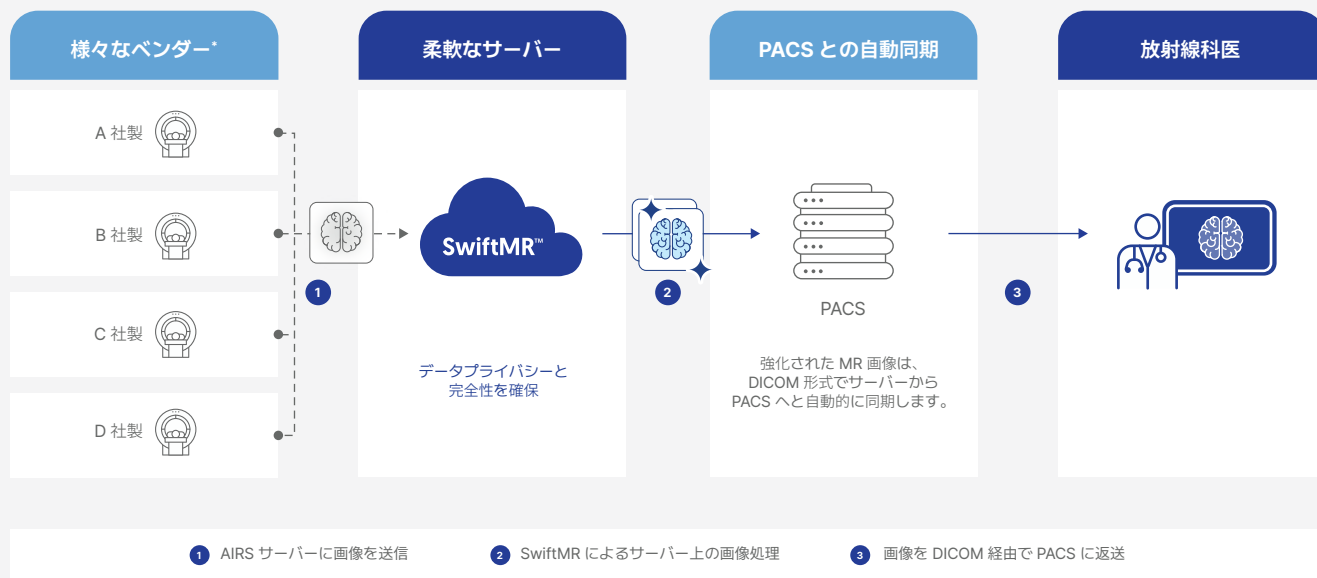 様々なベンダー*
柔軟なサーバー
PACS との自動同期
放射線科医
A 社製
B 社製
C 社製
D 社製
1
SwiftMR™
データプライバシーと
完全性を確保
2
PACS
強化された MR 画像は、
DICOM 形式でサーバーから
PACS へと自動的に同期します。
3
1 AIRS サーバーに画像を送信
2 SwiftMR によるサーバー上の画像処理
3 画像を DICOM 経由で PACS に返送